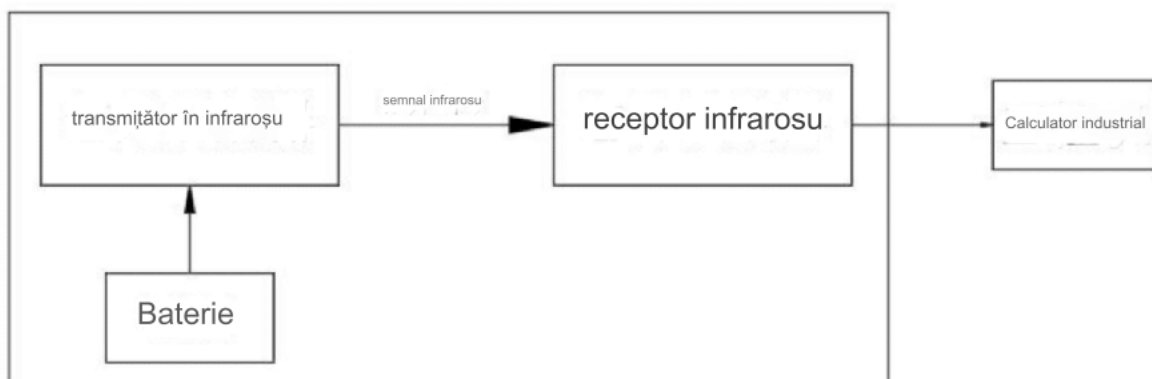 transmițător în infraroșu
semnal infrarosu
receptor infrarosu
Calculator industrial
Baterie